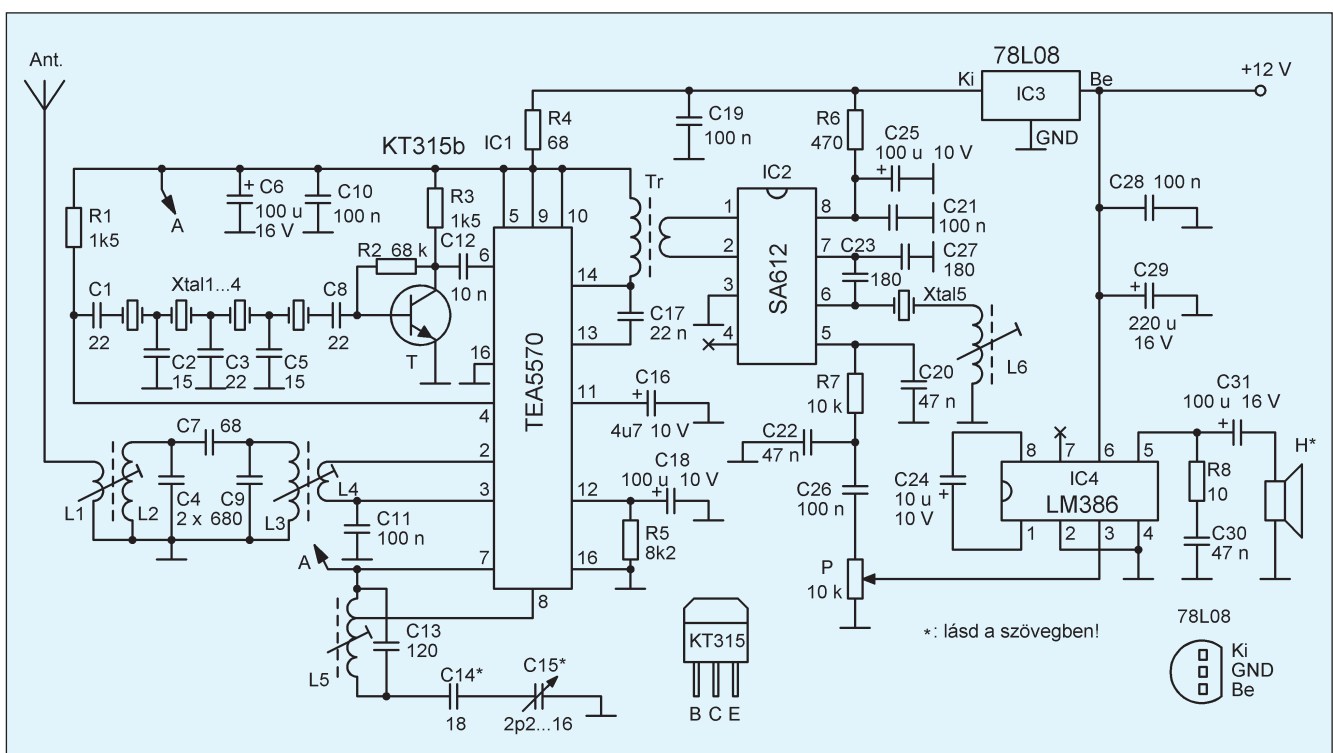 Ant.
78L08
Ki
Be
+12 V
IC3
GND
R4
68
C19
100 n
R6
470
C25
100 u 10 V
KT315b
IC1
IC2
Tr
C28 100 n
R1
1k5
A
+
C6
100 u
16 V
C10
100 n
R3
1k5
5
9
10
1
8
C21
100 n
R2 68 k
C12
10 n
6
2
7
C23
180
C27
180
C29
220 u
16 V
14
SA612
3
6
Xtal5
C1
22
Xtal1...4
C8
22
C17
22 n
13
4
5
L6
C2
15
C3
22
C5
15
T
16
TEA5570
R7
10 k
C20
47 n
C31
100 u 16 V
11
C16
4u7 10 V
4
C7 68
2
C22
47 n
8
7
6
5
H*
C18
100 u 10 V
IC4
LM386
R8
10
C24
10 u
10 V
L1
L2
C4
2 x 680
C9
L3
L4
3
12
C26
100 n
C11
100 n
R5
8k2
1
2
3
4
C30
47 n
A
7
16
P
10 k
8
C13
120
L5
C14*
18
C15*
2p2...16
KT315
B C E
*: lásd a szövegben!
78L08
Ki
GND
Be